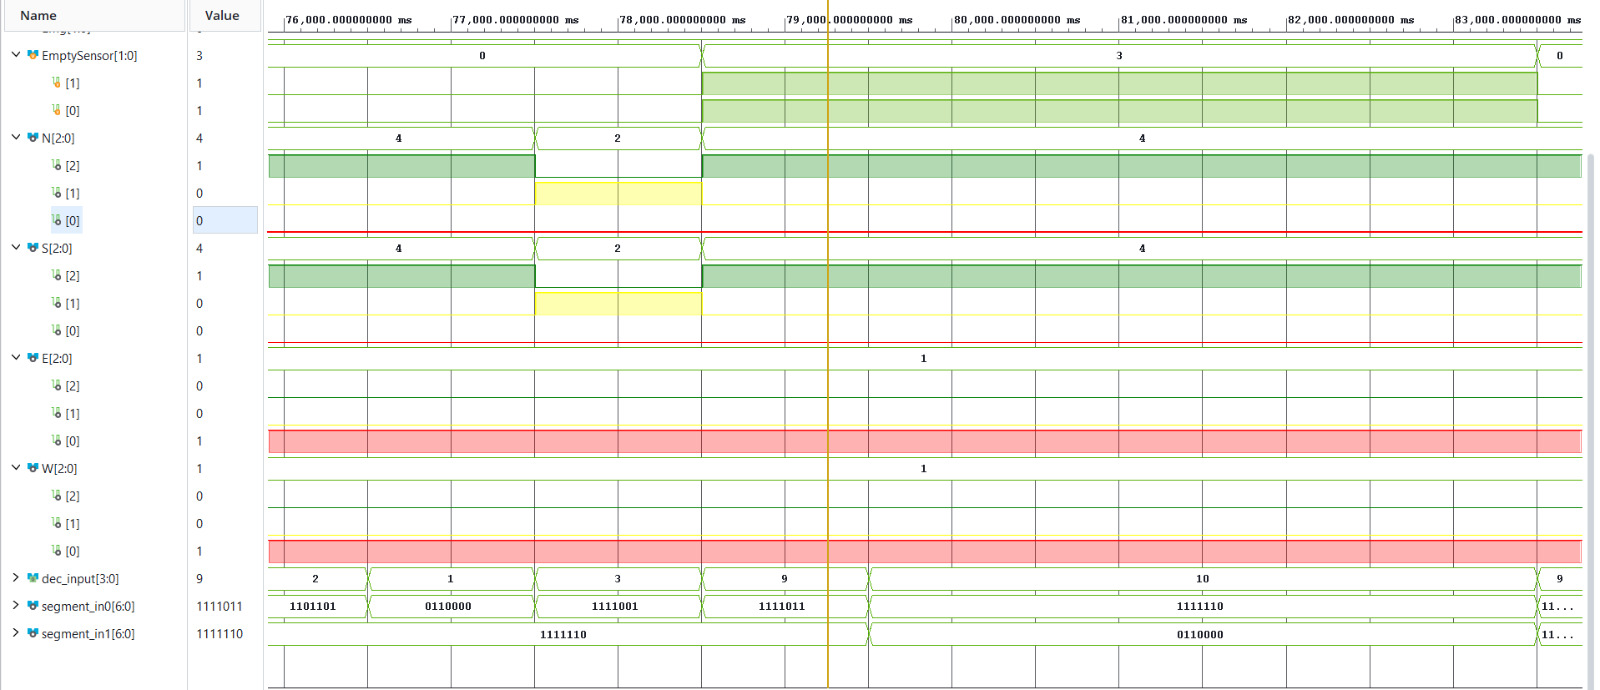 Name Value 76,000.000000000 ms 77,000.000000000 ms 78,000.000000000 ms 79,000.000000000 ms 80,000.000000000 ms 81,000.000000000 ms 82,000.000000000 ms 83,000.000000000 ms
EmptySensor[1:0] 3 0 3 0
[1] 1
[0] 1
N[2:0] 4 4 2 4
[2] 1
[1] 0
[0] 0
S[2:0] 4 4 2 4
[2] 1
[1] 0
[0] 0
E[2:0] 1 1
[2] 0
[1] 0
[0] 1
W[2:0] 1 1
[2] 0
[1] 0
[0] 1
dec_input[3:0] 9 2 1 3 9 10 9
segment_in0[6:0] 1111011 1101101 0110000 1111001 1111011 1111110 11...
segment_in1[6:0] 1111110 1111110 0110000 11...